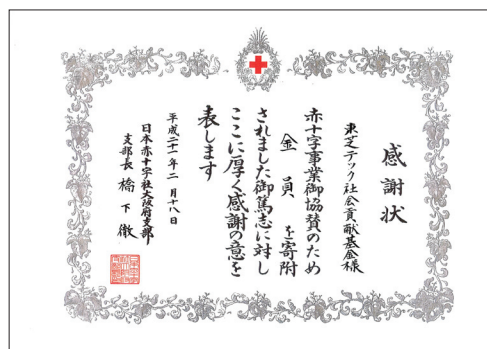 感謝状
東芝テック社会貢献基金様
赤十字事業御協賛のため
金員を寄附
されました御篤志に対し
ここに厚く感謝の意を
表します
平成二十一年二月十八日
日本赤十字社大阪府支部
支部長 橋下徹